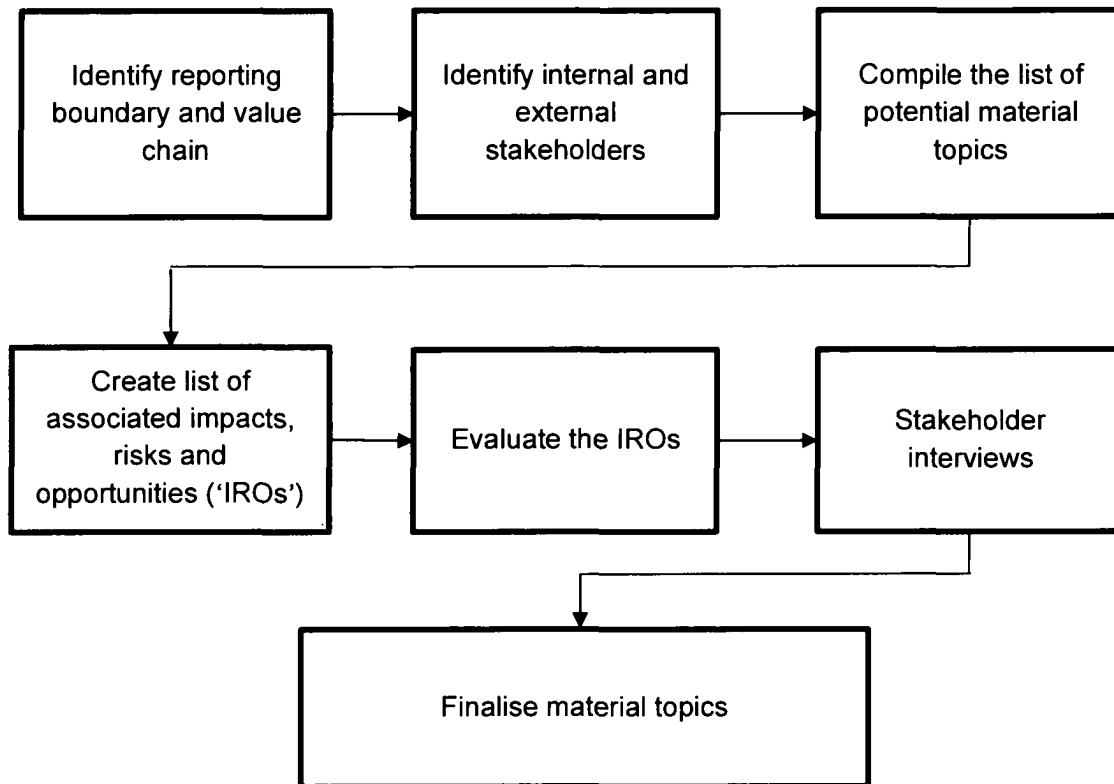 Identify reporting
boundary and value
chain
Identify internal and
external
stakeholders
Compile the list of
potential material
topics
Create list of
associated impacts,
risks and
opportunities (‘IROs’)
Evaluate the IROs
Stakeholder
interviews
Finalise material topics